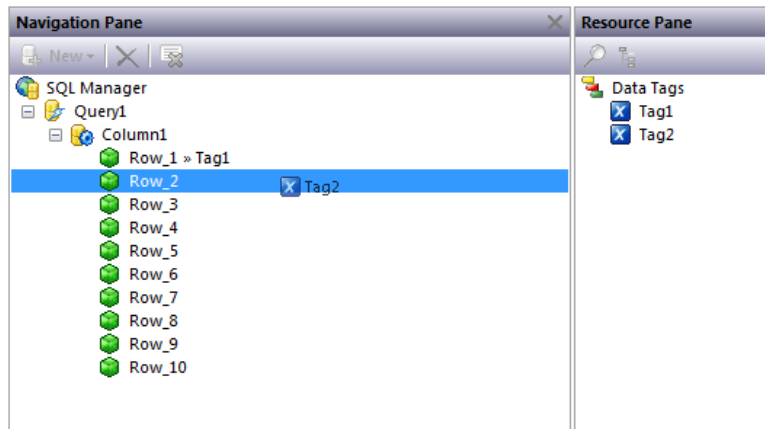 Navigation Pane
New
SQL Manager
Query1
Column1
Row_1 » Tag1
Row_2
Tag2
Row_3
Row_4
Row_5
Row_6
Row_7
Row_8
Row_9
Row_10
Resource Pane
Data Tags
Tag1
Tag2